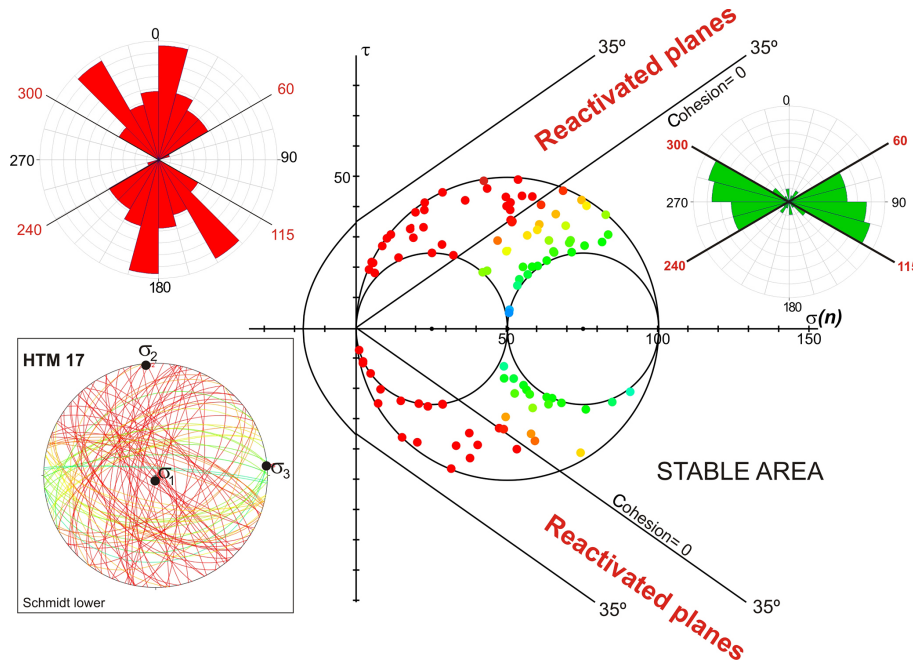 0
60
90
115
180
240
270
300
τ
50
35º
Reactivated planes
35º
Cohesion= 0
0
60
90
115
180
240
270
300
σ(n)
50
100
150
HTM 17
σ2
σ1
σ3
Schmidt lower
STABLE AREA
Cohesion= 0
Reactivated planes
35º
35º